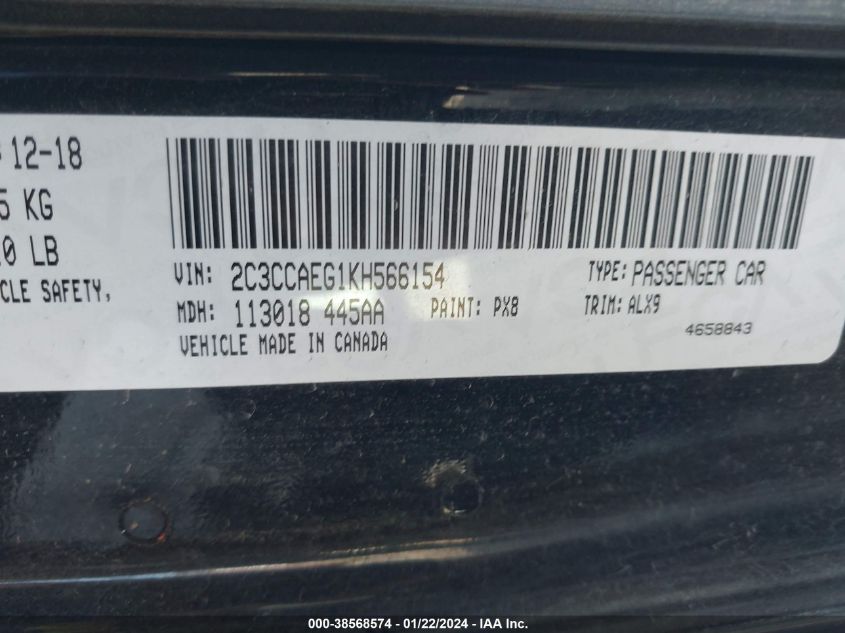 12-18
5 KG
0 LB
CLE SAFETY,
VIN: 2C3CCAEG1KH566154
TYPE: PASSENGER CAR
MDH: 113018 445AA
PAINT: PX8
TRIM: ALX9
VEHICLE MADE IN CANADA
4658843
000-38568574 | 01/22/2024 | IAA, Inc.